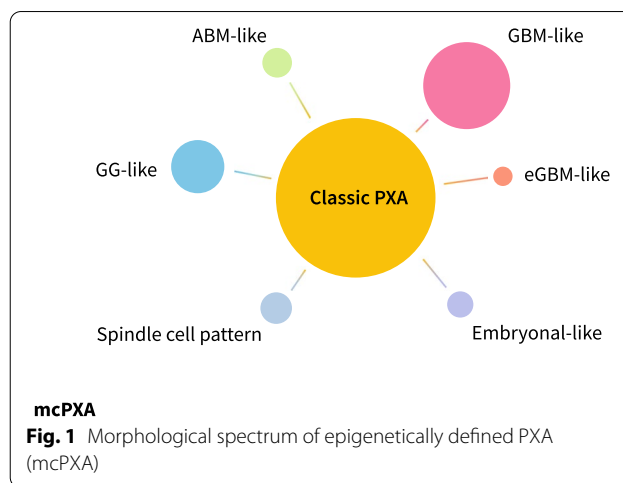 ABM-like
GBM-like
GG-like
Classic PXA
eGBM-like
Spindle cell pattern
Embryonal-like
mcPXA
Fig. 1 Morphological spectrum of epigenetically defined PXA
(mcPXA)